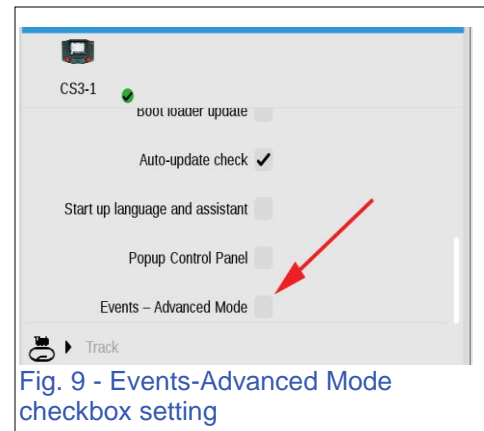 CS3-1
Boot loader update
Auto-update check
Start up language and assistant
Popup Control Panel
Events – Advanced Mode
Track
Fig. 9 - Events-Advanced Mode
checkbox setting